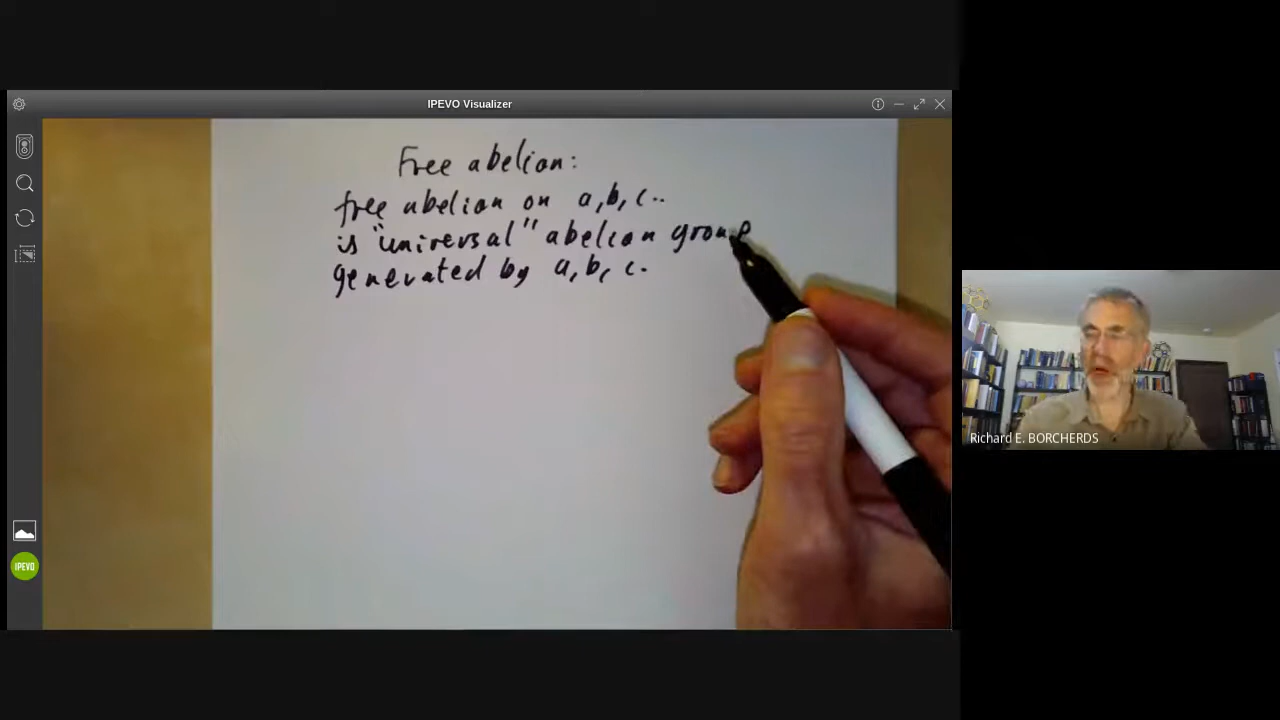 IPEVO Visualizer
Free abelian:
free abelian on a,b,c..
is "universal" abelian group
generated by a,b,c.
IPEVO
Richard E. BORCHERDS